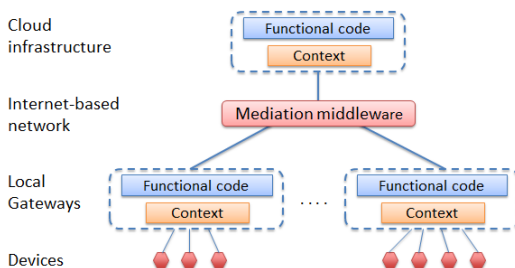 Cloud
infrastructure
Functional code
Context
Internet-based
network
Mediation middleware
Local
Gateways
Functional code
Context
....
Functional code
Context
Devices